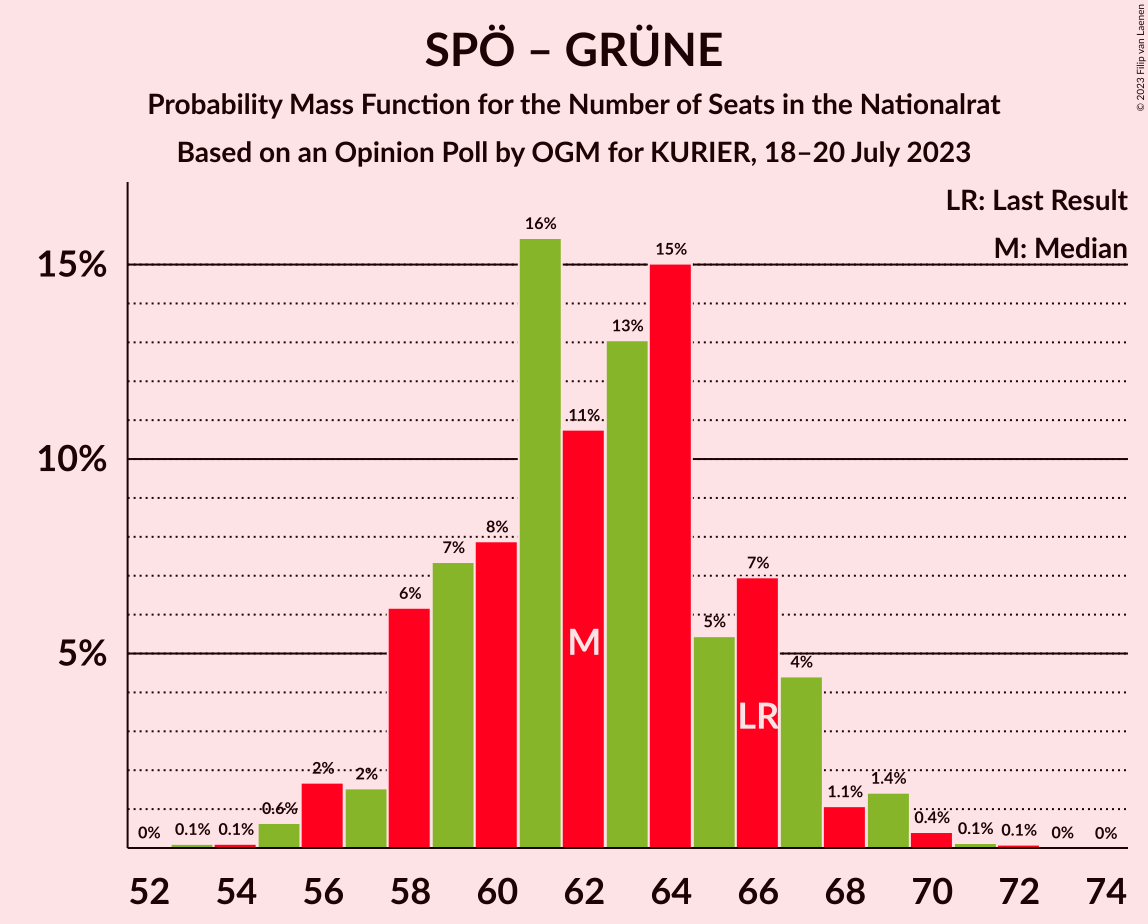 SPÖ – GRÜNE
Probability Mass Function for the Number of Seats in the Nationalrat
Based on an Opinion Poll by OGM for KURIER, 18–20 July 2023
© 2023 Filip van Laenen
LR: Last Result
M: Median
15%
10%
5%
0%
0.1%
0.1%
0.6%
2%
2%
6%
7%
8%
16%
11%
13%
15%
5%
7%
4%
1.1%
1.4%
0.4%
0.1%
0.1%
0%
0%
M
LR
52 54 56 58 60 62 64 66 68 70 72 74